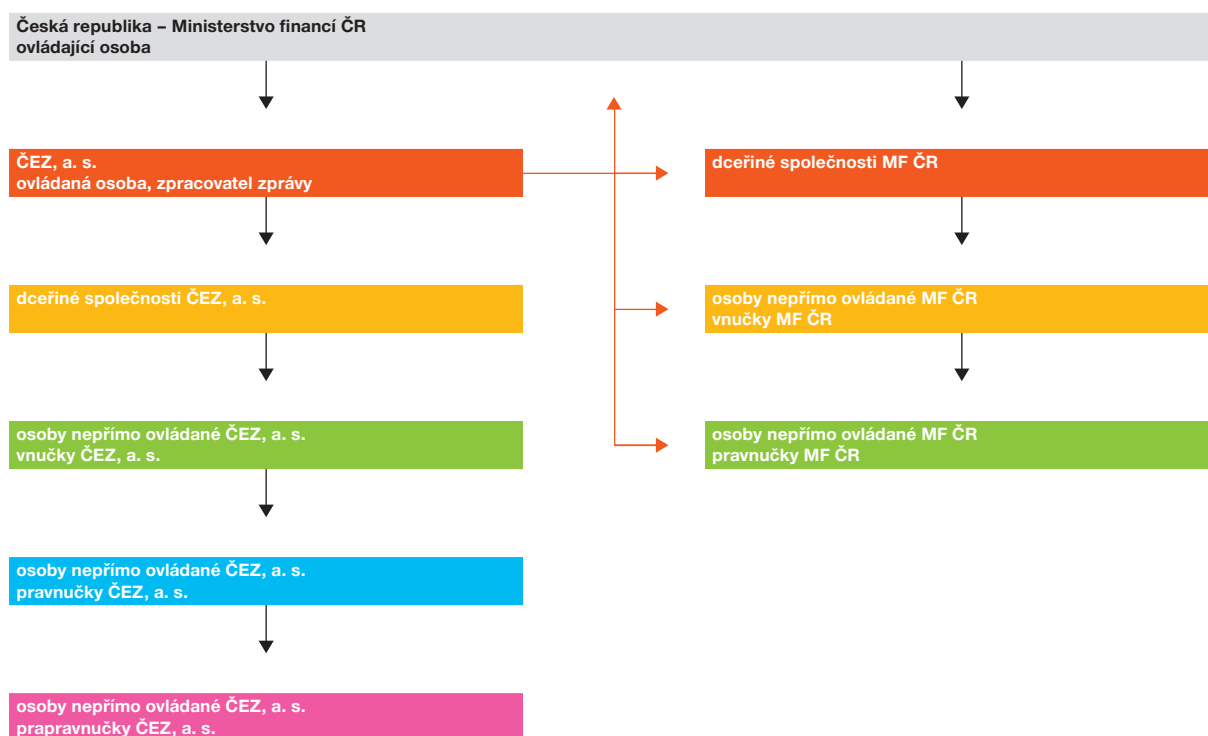 Česká republika – Ministerstvo financí ČR
ovládající osoba
ČEZ, a. s.
ovládaná osoba, zpracovatel zprávy
dceřiné společnosti MF ČR
dceřiné společnosti ČEZ, a. s.
osoby nepřímo ovládané MF ČR
vnučky MF ČR
osoby nepřímo ovládané ČEZ, a. s.
vnučky ČEZ, a. s.
osoby nepřímo ovládané MF ČR
pravnučky MF ČR
osoby nepřímo ovládané ČEZ, a. s.
pravnučky ČEZ, a. s.
osoby nepřímo ovládané ČEZ, a. s.
prapravnučky ČEZ, a. s.